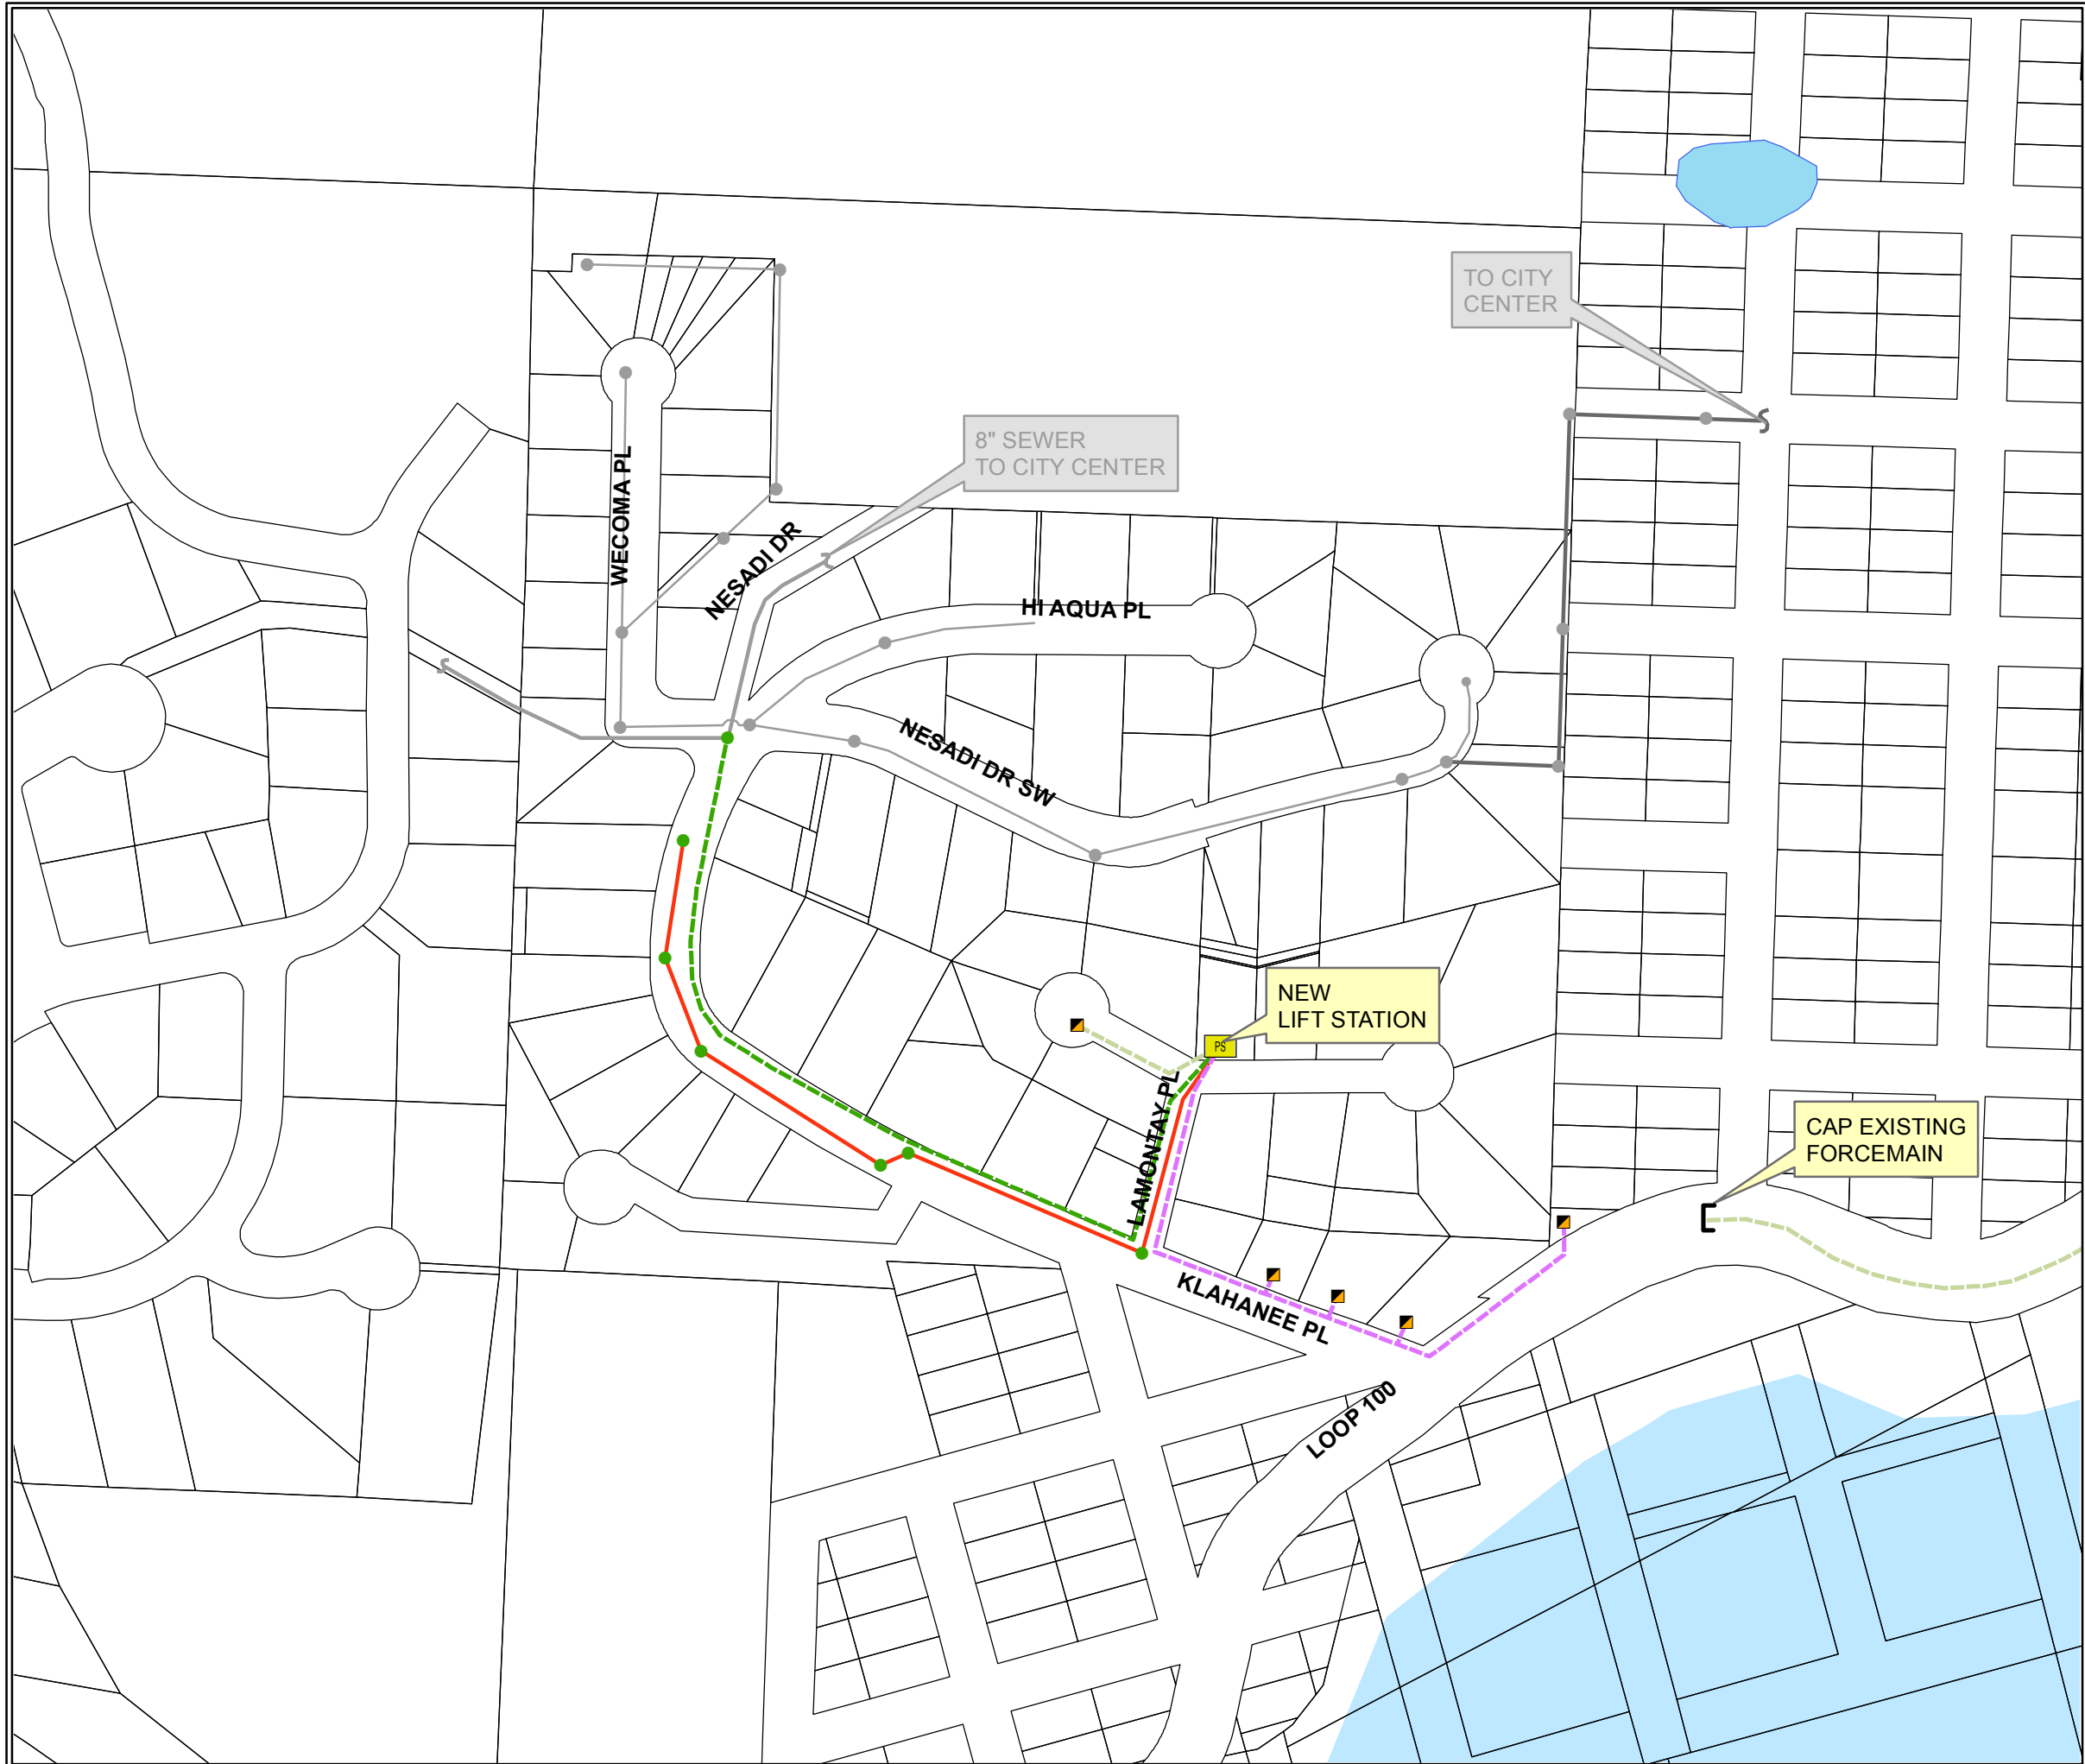 TO CITY
CENTER
8" SEWER
TO CITY CENTER
WECOMA PL
NESADI DR
HI AQUA PL
NESADI DR SW
NEW
LIFT STATION
PS
LAMONTAY PL
CAP EXISTING
FORCEMAIN
KLAHANEE PL
LOOP 100